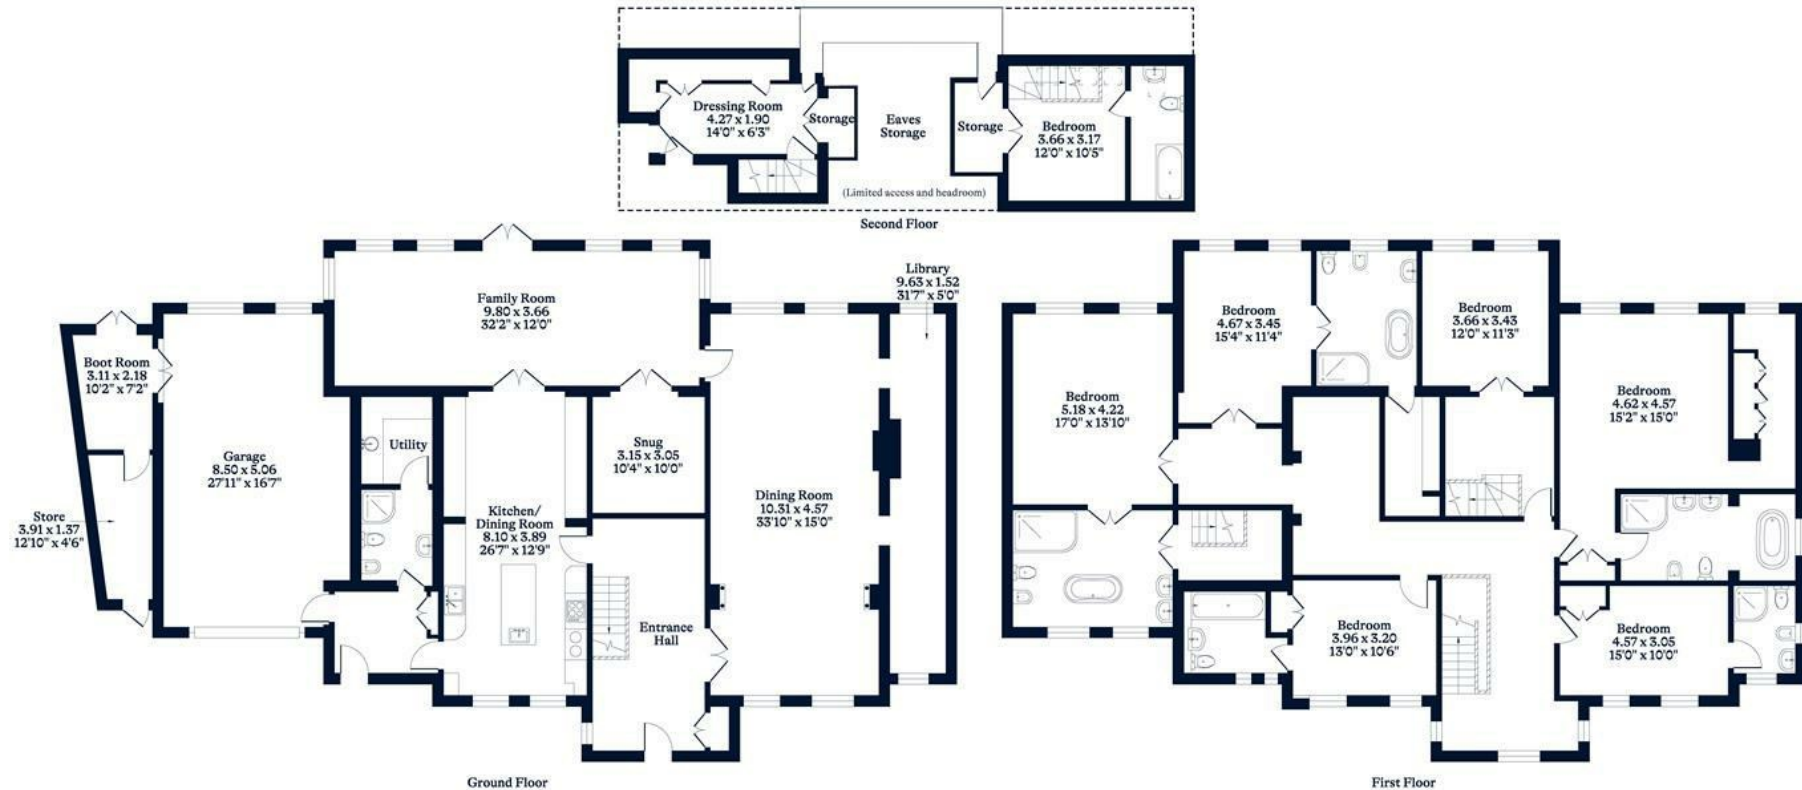 Dressing Room
4.27 x 1.90
14'0" x 6'3"
Storage
Eaves
Storage
Storage
Bedroom
3.66 x 3.17
12'0" x 10'5"
(Limited access and headroom)
Second Floor
Library
9.63 x 1.52
31'7" x 5'0"
Family Room
9.80 x 3.66
32'2" x 12'0"
Boot Room
3.11 x 2.18
10'2" x 7'2"
Utility
Snug
3.15 x 3.05
10'4" x 10'0"
Garage
8.50 x 5.06
27'11" x 16'7"
Dining Room
10.31 x 4.57
33'10" x 15'0"
Kitchen/
Dining Room
8.10 x 3.89
26'7" x 12'9"
Store
3.91 x 1.37
12'10" x 4'6"
Entrance
Hall
Ground Floor
Bedroom
4.67 x 3.45
15'4" x 11'4"
Bedroom
3.66 x 3.43
12'0" x 11'3"
Bedroom
5.18 x 4.22
17'0" x 13'10"
Bedroom
4.62 x 4.57
15'2" x 15'0"
Bedroom
3.96 x 3.20
13'0" x 10'6"
Bedroom
4.57 x 3.05
15'0" x 10'0"
First Floor